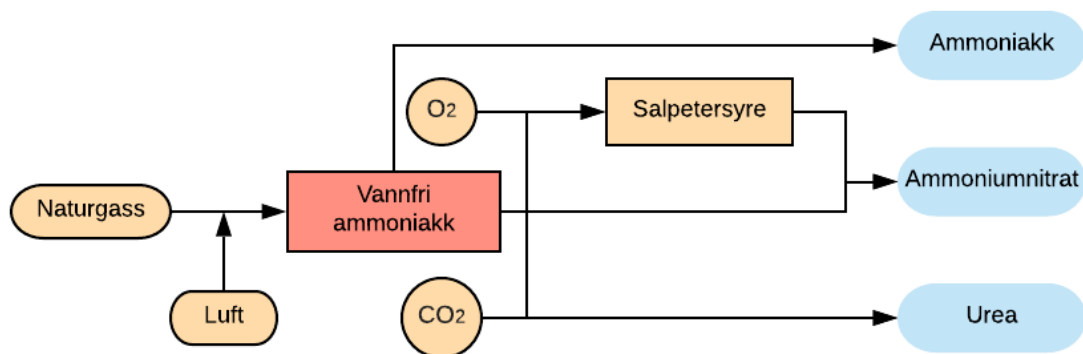 Ammoniakk
O2
Salpetersyre
Vannfri
ammoniakk
Ammoniumnitrat
Naturgass
Luft
CO2
Urea